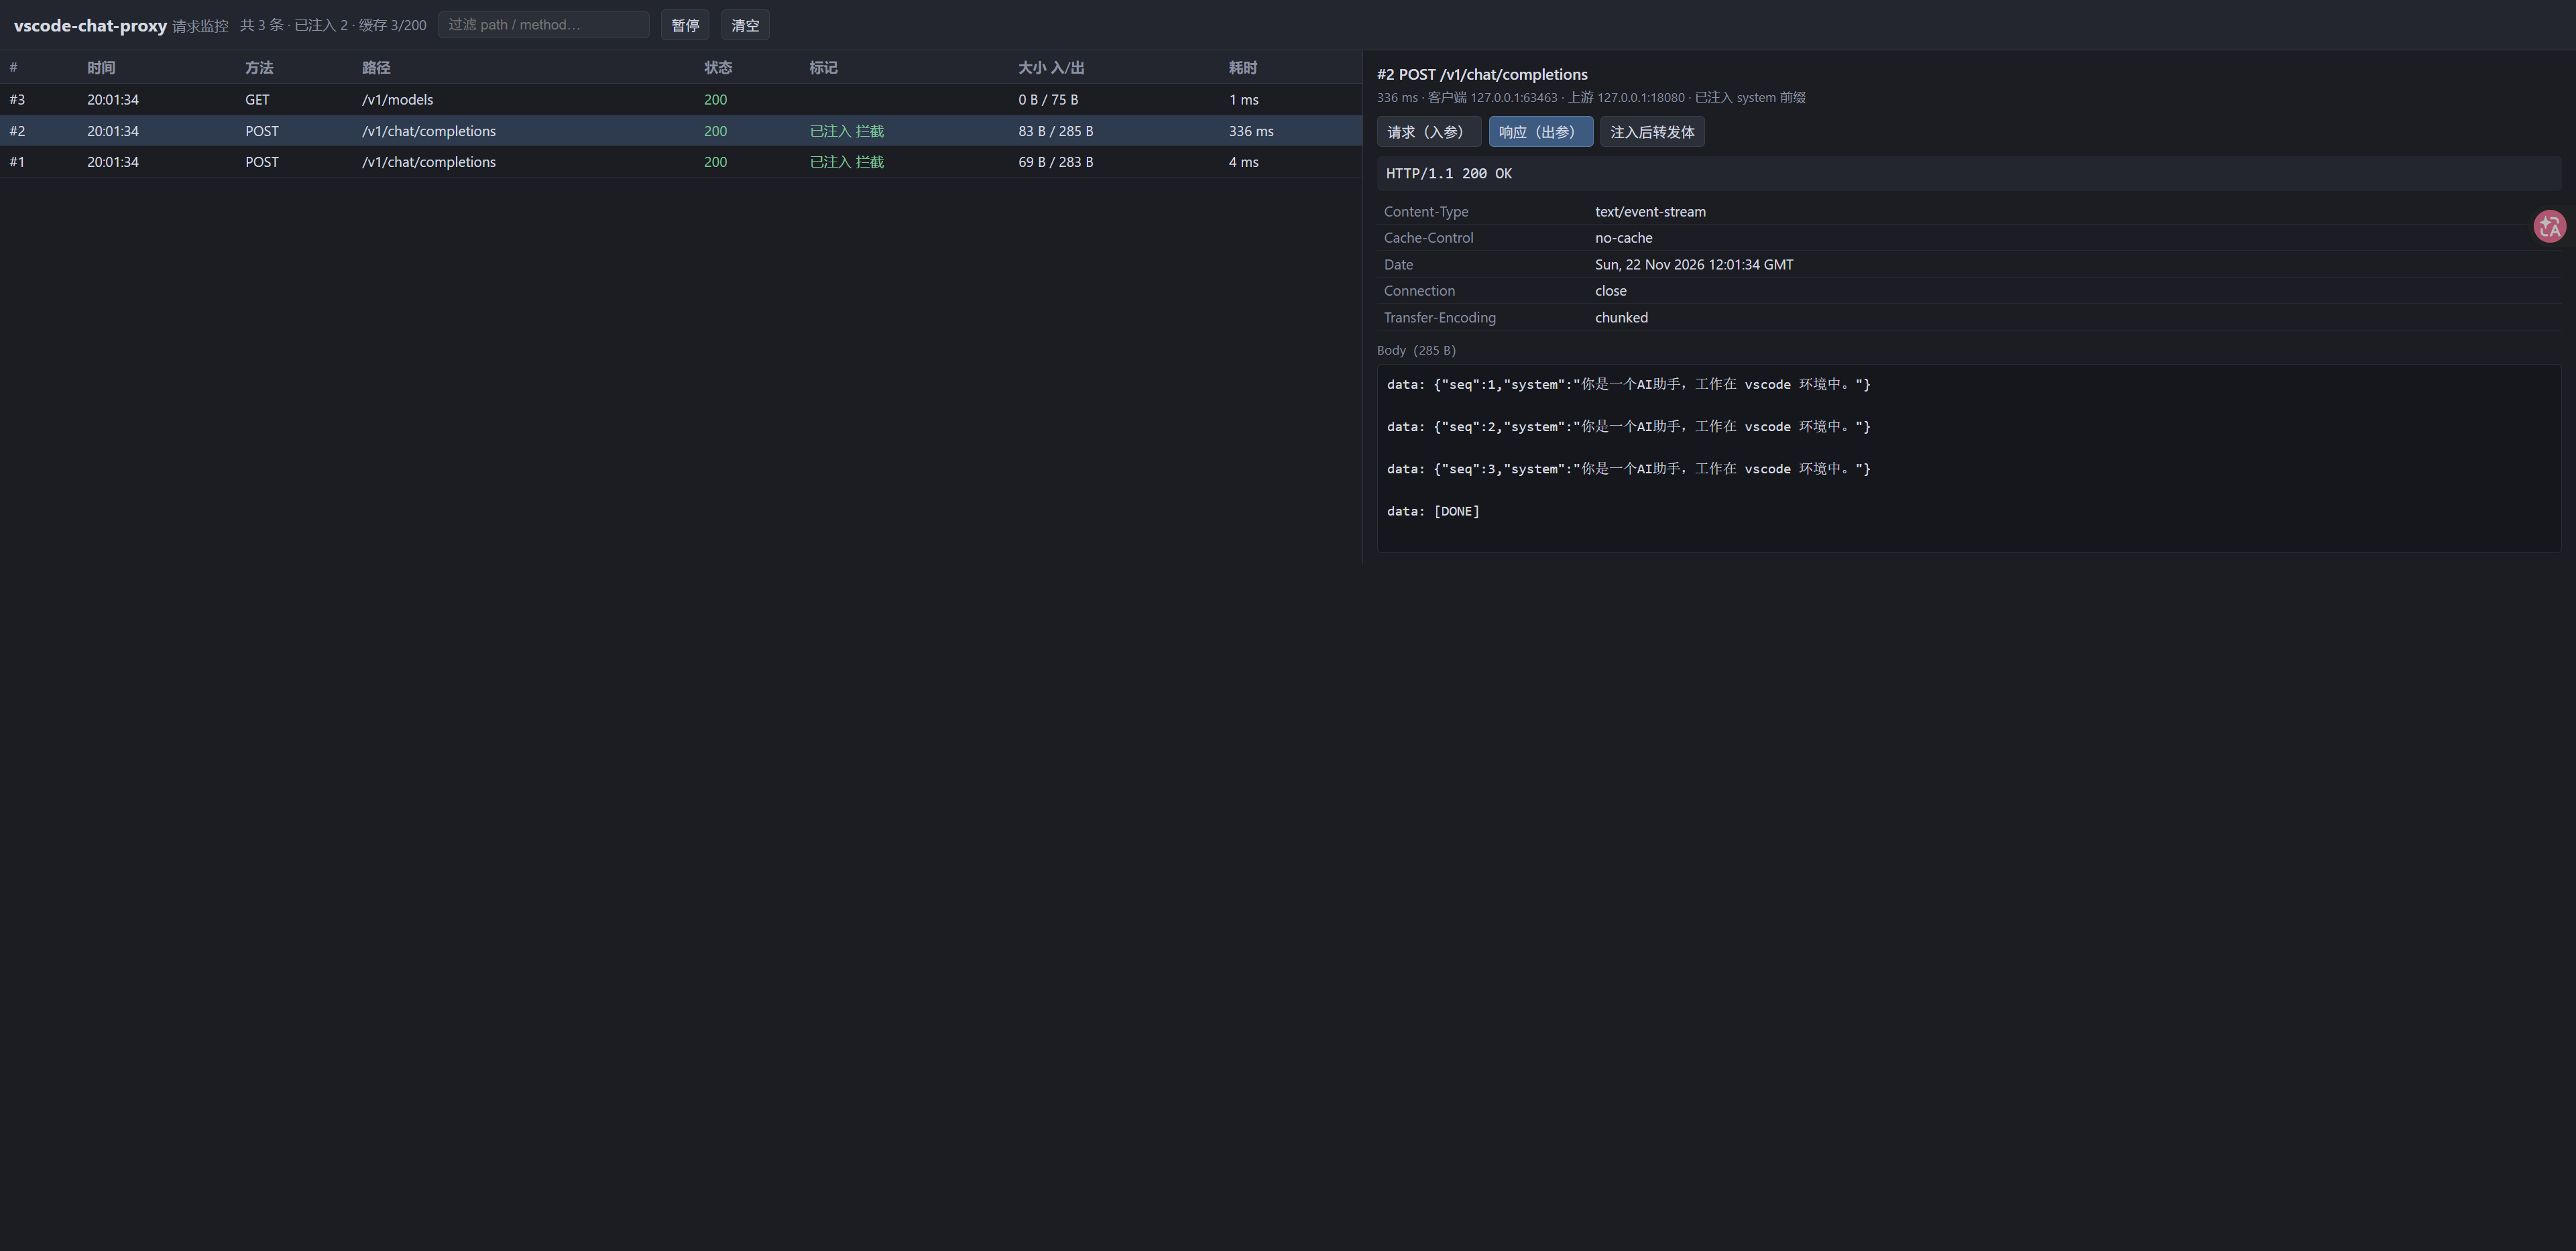 vscode-chat-proxy 请求监控 共 3 条 · 已注入 2 · 缓存 3/200 过滤 path / method… 暂停 清空
# 时间 方法 路径 状态 标记 大小 入/出 耗时
#3 20:01:34 GET /v1/models 200 0 B / 75 B 1 ms
#2 20:01:34 POST /v1/chat/completions 200 已注入 拦截 83 B / 285 B 336 ms
#1 20:01:34 POST /v1/chat/completions 200 已注入 拦截 69 B / 283 B 4 ms
#2 POST /v1/chat/completions
336 ms · 客户端 127.0.0.1:63463 · 上游 127.0.0.1:18080 · 已注入 system 前缀
请求（入参） 响应（出参） 注入后转发体
HTTP/1.1 200 OK
Content-Type text/event-stream
Cache-Control no-cache
Date Sun, 22 Nov 2026 12:01:34 GMT
Connection close
Transfer-Encoding chunked
Body (285 B)
data: {"seq":1,"system":"你是一个AI助手，工作在 vscode 环境中。"}
data: {"seq":2,"system":"你是一个AI助手，工作在 vscode 环境中。"}
data: {"seq":3,"system":"你是一个AI助手，工作在 vscode 环境中。"}
data: [DONE]